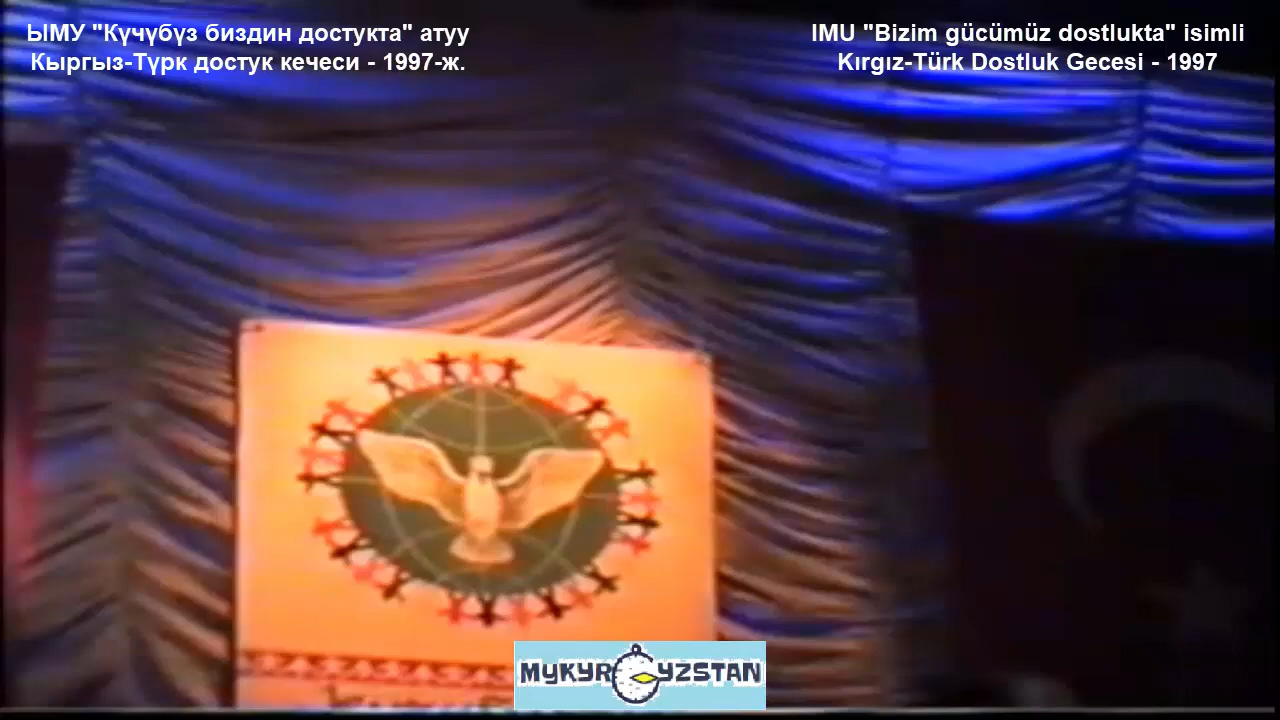 ЫМУ "Күчүбүз биздин достукта" атуу
Кыргыз-Түрк достук кечеси - 1997-ж.
IMU "Bizim gücümüz dostlukta" isimli
Kırgız-Türk Dostluk Gecesi - 1997
MYKYRGYZSTAN